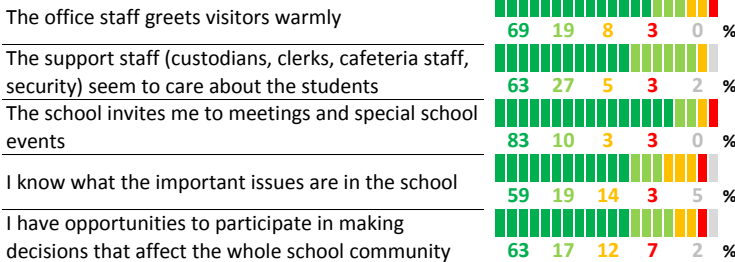 The office staff greets visitors warmly
69 19 8 3 0 %
The support staff (custodians, clerks, cafeteria staff,
security) seem to care about the students
63 27 5 3 2 %
The school invites me to meetings and special school
events
83 10 3 3 0 %
I know what the important issues are in the school
59 19 14 3 5 %
I have opportunities to participate in making
decisions that affect the whole school community
63 17 12 7 2 %